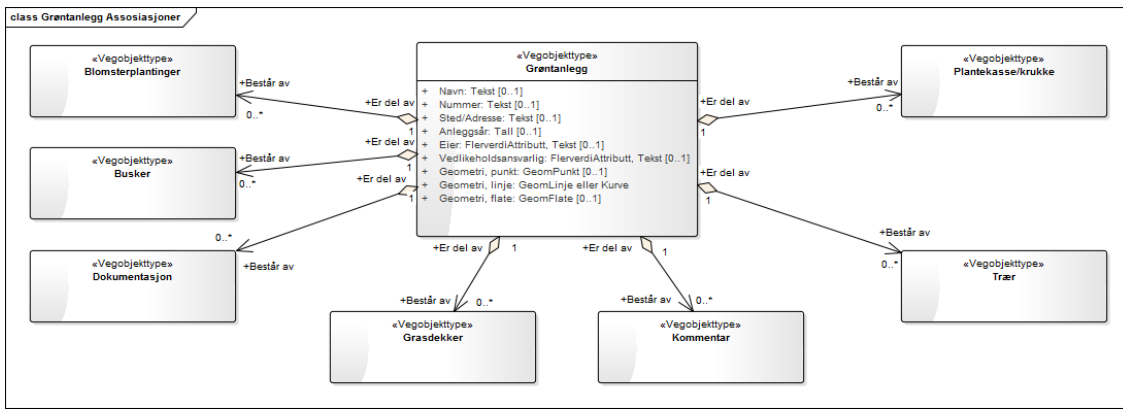 class Grøntanlegg Assosiasjoner
«Vegobjekttype»
Blomsterplantinger
«Vegobjekttype»
Grøntanlegg
+ Navn: Tekst [0..1]
+ Nummer: Tekst [0..1]
+ Sted/Adresse: Tekst [0..1]
+ Anleggsår: Tall [0..1]
+ Eier: FlerverdiAttributt, Tekst [0..1]
+ Vedlikeholdsansvarlig: FlerverdiAttributt, Tekst [0..1]
+ Geometri, punkt: GeomPunkt [0..1]
+ Geometri, linje: GeomLinje eller Kurve
+ Geometri, flate: GeomFlate [0..1]
«Vegobjekttype»
Plantekasse/krukke
+Består av
0..*
+Er del av
1
+Er del av
1
+Består av
0..*
«Vegobjekttype»
Busker
+Består av
0..*
+Er del av
1
+Er del av
1
0..*
+Består av
«Vegobjekttype»
Dokumentasjon
+Er del av
1
+Består av
0..*
«Vegobjekttype»
Trær
+Er del av
1
+Består av
0..*
«Vegobjekttype»
Grasdekker
+Er del av
1
+Består av
0..*
«Vegobjekttype»
Kommentar